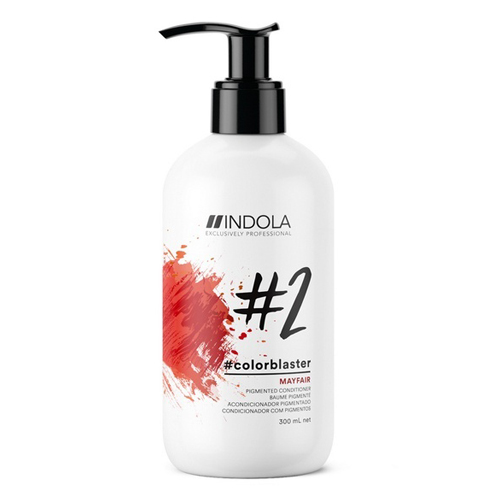 INDOLA
EXCLUSIVELY PROFESSIONAL
#2
#colorblaster
MAYFAIR
PIGMENTED CONDITIONER
BAUME PIGMENTÉ
ACONDICIONADOR PIGMENTADO
CONDICIONADOR COM PIGMENTOS
300 mL net